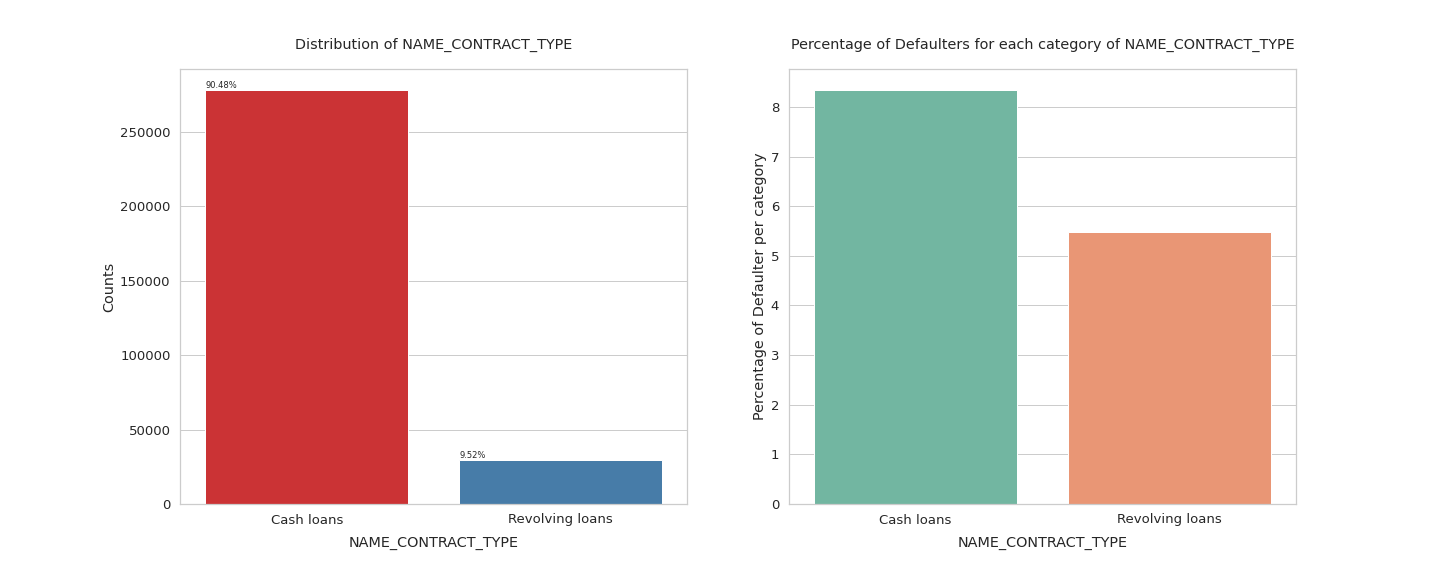 Distribution of NAME_CONTRACT_TYPE
90.48%
250000
200000
150000
100000
50000
0
9.52%
Counts
Cash loans
Revolving loans
NAME_CONTRACT_TYPE
Percentage of Defaulters for each category of NAME_CONTRACT_TYPE
8
7
6
5
4
3
2
1
0
Percentage of Defaulter per category
Cash loans
Revolving loans
NAME_CONTRACT_TYPE